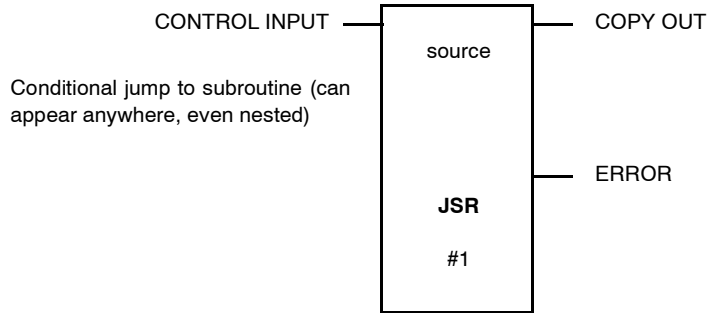 CONTROL INPUT
COPY OUT
source
Conditional jump to subroutine (can
appear anywhere, even nested)
ERROR
JSR
#1